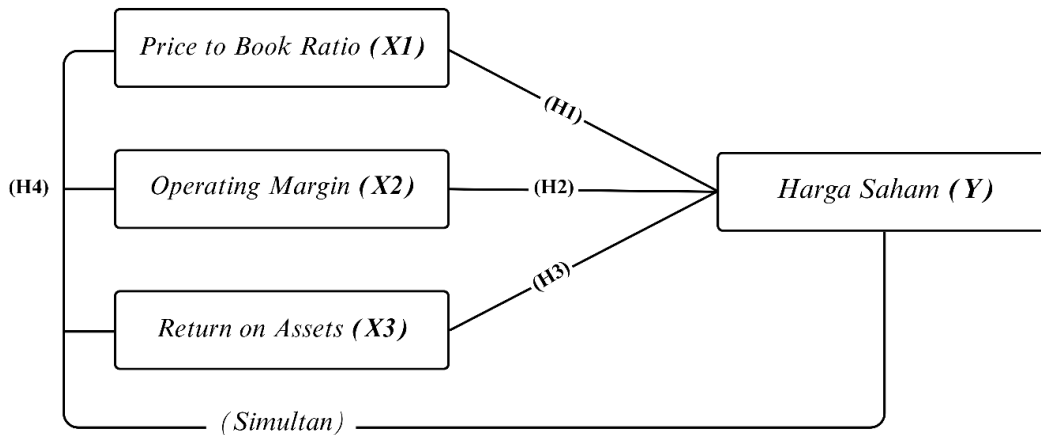 Price to Book Ratio (X1)
(H1)
(H4)
Operating Margin (X2)
(H2)
Harga Saham (Y)
(H3)
Return on Assets (X3)
(Simultan)